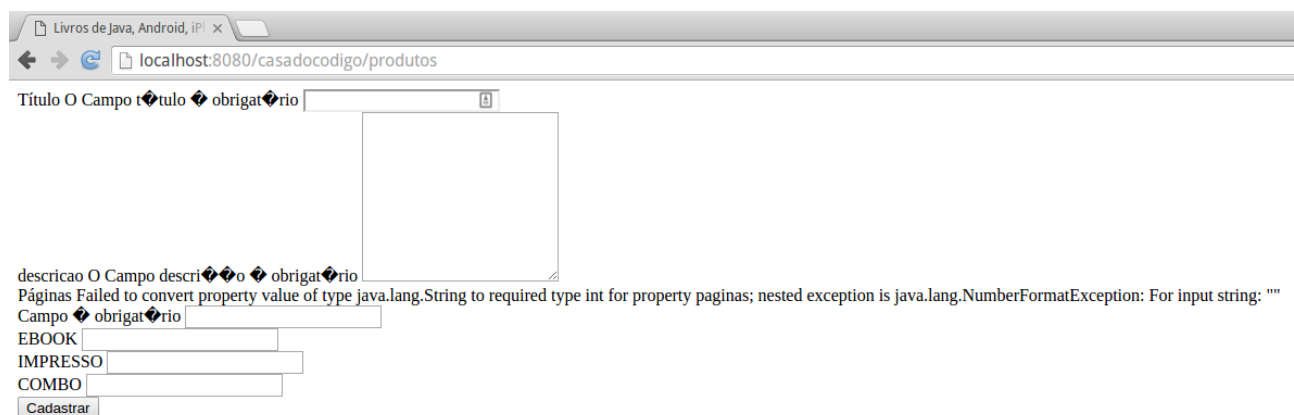 Livros de Java, Android, iP
localhost:8080/casadocodigo/produtos
Título O Campo t�tulo � obrigat�rio
descricao O Campo descri��o � obrigat�rio
Páginas Failed to convert property value of type java.lang.String to required type int for property paginas; nested exception is java.lang.NumberFormatException: For input string: ""
Campo � obrigat�rio
EBOOK
IMPRESSO
COMBO
Cadastrar